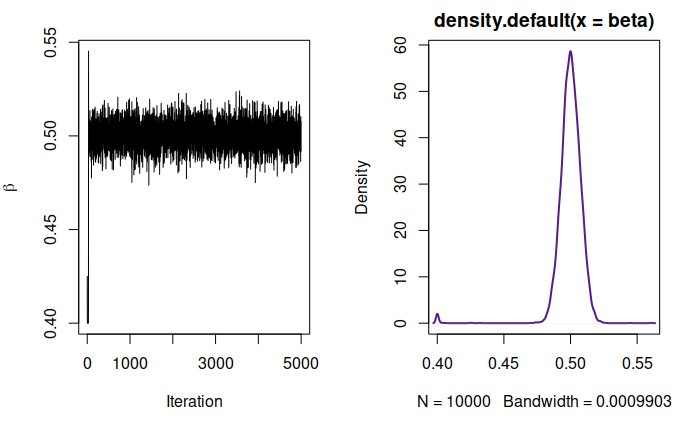 0.40 0.45 0.50 0.55
β
0 1000 3000 5000
Iteration
density.default(x = beta)
0 10 20 30 40 50 60
Density
0.40 0.45 0.50 0.55
N = 10000 Bandwidth = 0.0009903